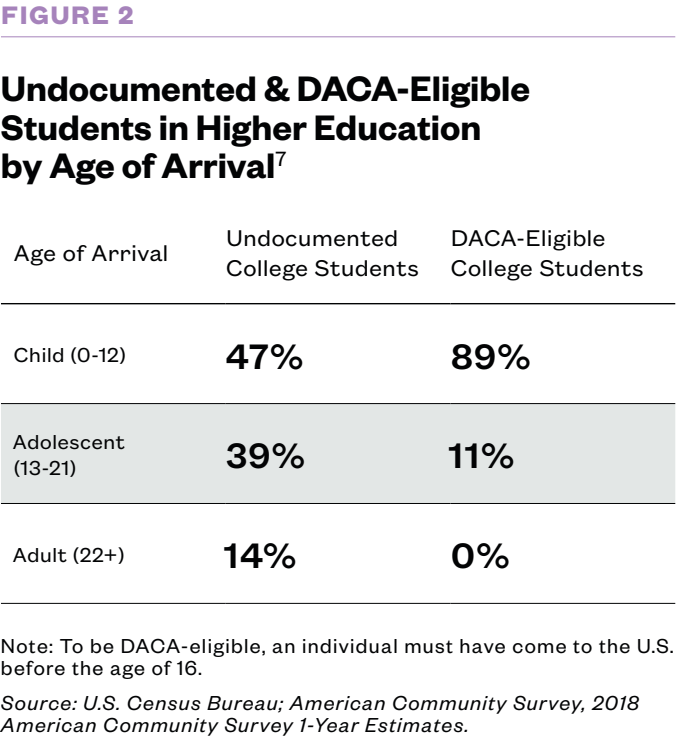 FIGURE 2
Undocumented & DACA-Eligible
Students in Higher Education
by Age of Arrival7
Age of Arrival
Undocumented
College Students
DACA-Eligible
College Students
Child (0-12)
47%
89%
Adolescent
(13-21)
39%
11%
Adult (22+)
14%
0%
Note: To be DACA-eligible, an individual must have come to the U.S.
before the age of 16.
Source: U.S. Census Bureau; American Community Survey, 2018
American Community Survey 1-Year Estimates.